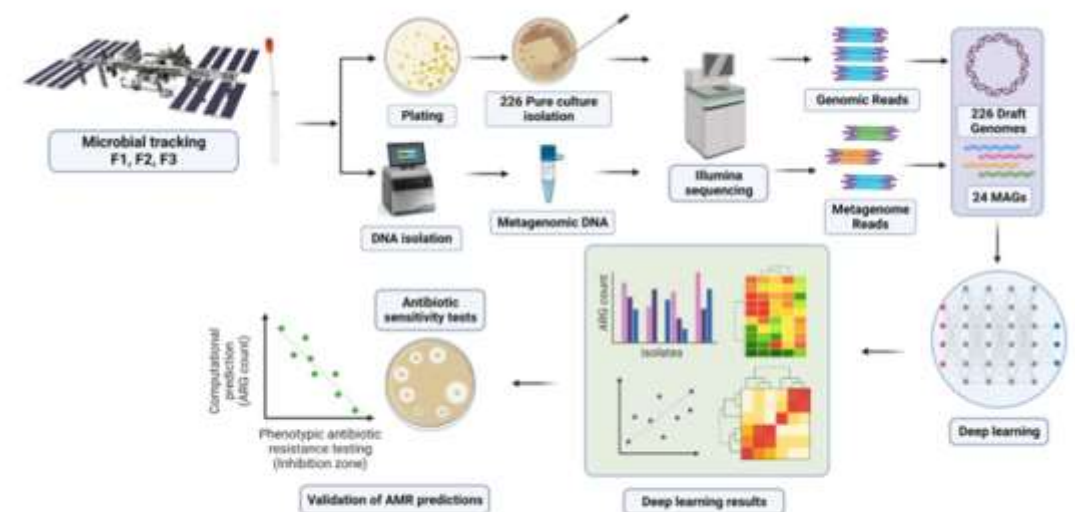 Microbial tracking
F1, F2, F3
Plating
226 Pure culture
isolation
DNA isolation
Metagenomic DNA
Illumina
sequencing
Genomic Reads
Metagenome
Reads
226 Draft
Genomes
24 MAGs
Deep learning
ARG count
Isolates
Deep learning results
Antibiotic
sensitivity tests
Computational
prediction
(ARG count)
Phenotypic antibiotic
resistance testing
(Inhibition zone)
Validation of AMR predictions